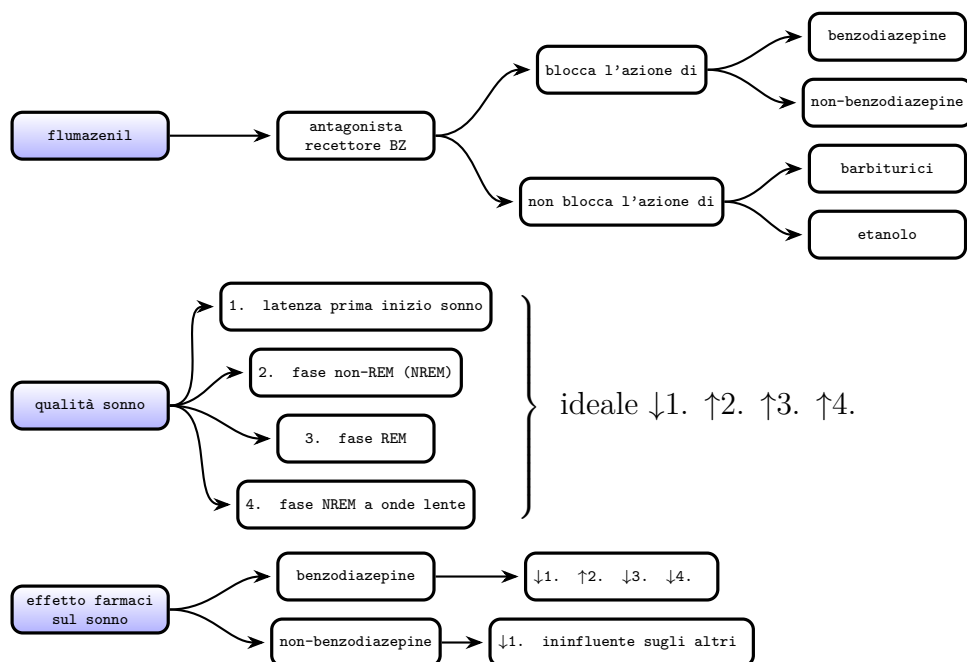 flumazenil
antagonista
recettore BZ
blocca l'azione di
benzodiazepine
non-benzodiazepine
non blocca l'azione di
barbiturici
etanolo
qualità sonno
1. latenza prima inizio sonno
2. fase non-REM (NREM)
3. fase REM
4. fase NREM a onde lente
ideale ↓1. ↑2. ↑3. ↑4.
effetto farmaci
sul sonno
benzodiazepine
↓1. ↑2. ↓3. ↓4.
non-benzodiazepine
↓1. ininfluente sugli altri